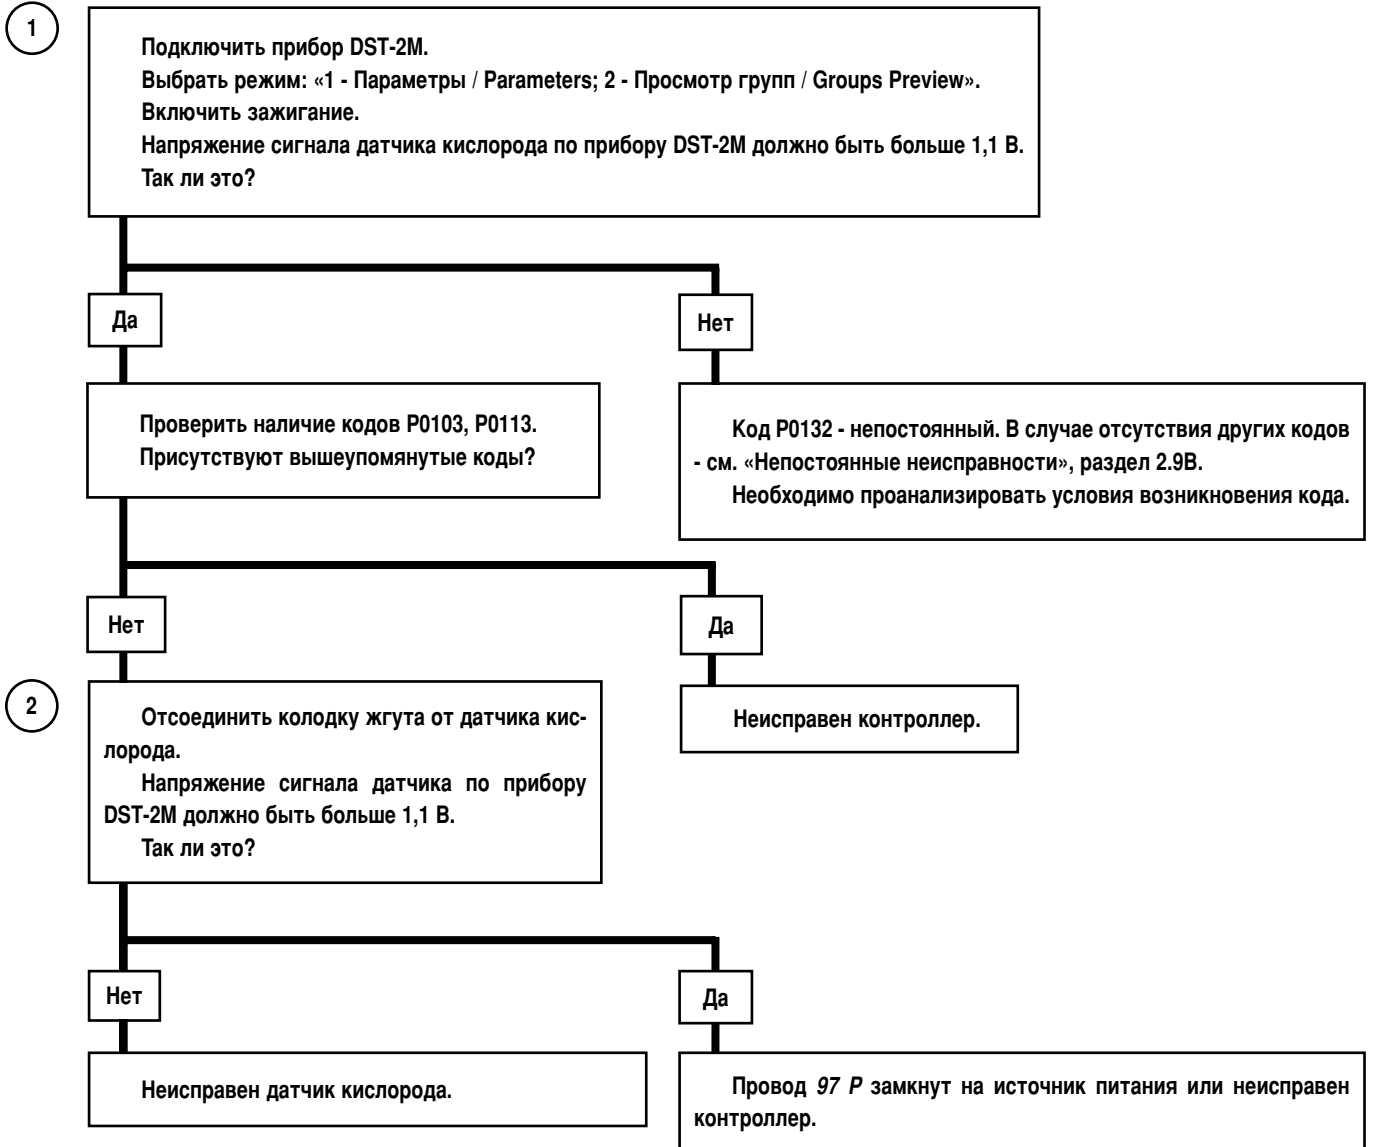 1
Подключить прибор DST-2M.
Выбрать режим: «1 - Параметры / Parameters; 2 - Просмотр групп / Groups Preview».
Включить зажигание.
Напряжение сигнала датчика кислорода по прибору DST-2M должно быть больше 1,1 В.
Так ли это?
Да
Нет
Проверить наличие кодов P0103, P0113.
Присутствуют вышеупомянутые коды?
Код P0132 - непостоянный. В случае отсутствия других кодов
- см. «Непостоянные неисправности», раздел 2.9В.
Необходимо проанализировать условия возникновения кода.
Нет
Да
2
Отсоединить колодку жгута от датчика кис-
лорода.
Напряжение сигнала датчика по прибору
DST-2M должно быть больше 1,1 В.
Так ли это?
Неисправен контроллер.
Нет
Да
Неисправен датчик кислорода.
Провод 97 Р замкнут на источник питания или неисправен
контроллер.